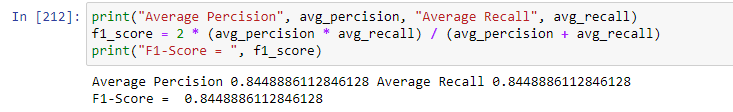 In [212]: print("Average Percision", avg_percision, "Average Recall", avg_recall)
f1_score = 2 * (avg_percision * avg_recall) / (avg_percision + avg_recall)
print("F1-Score = ", f1_score)
Average Percision 0.8448886112846128 Average Recall 0.8448886112846128
F1-Score =  0.8448886112846128